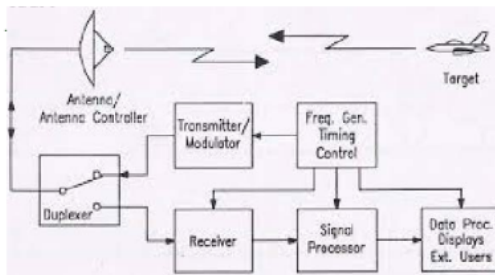 Target
Antenna/
Antenna Controller
Transmitter/
Modulator
Freq. Gen.
Timing
Control
Duplexer
Receiver
Signal
Processor
Data Proc.
Displays
Ext. Users